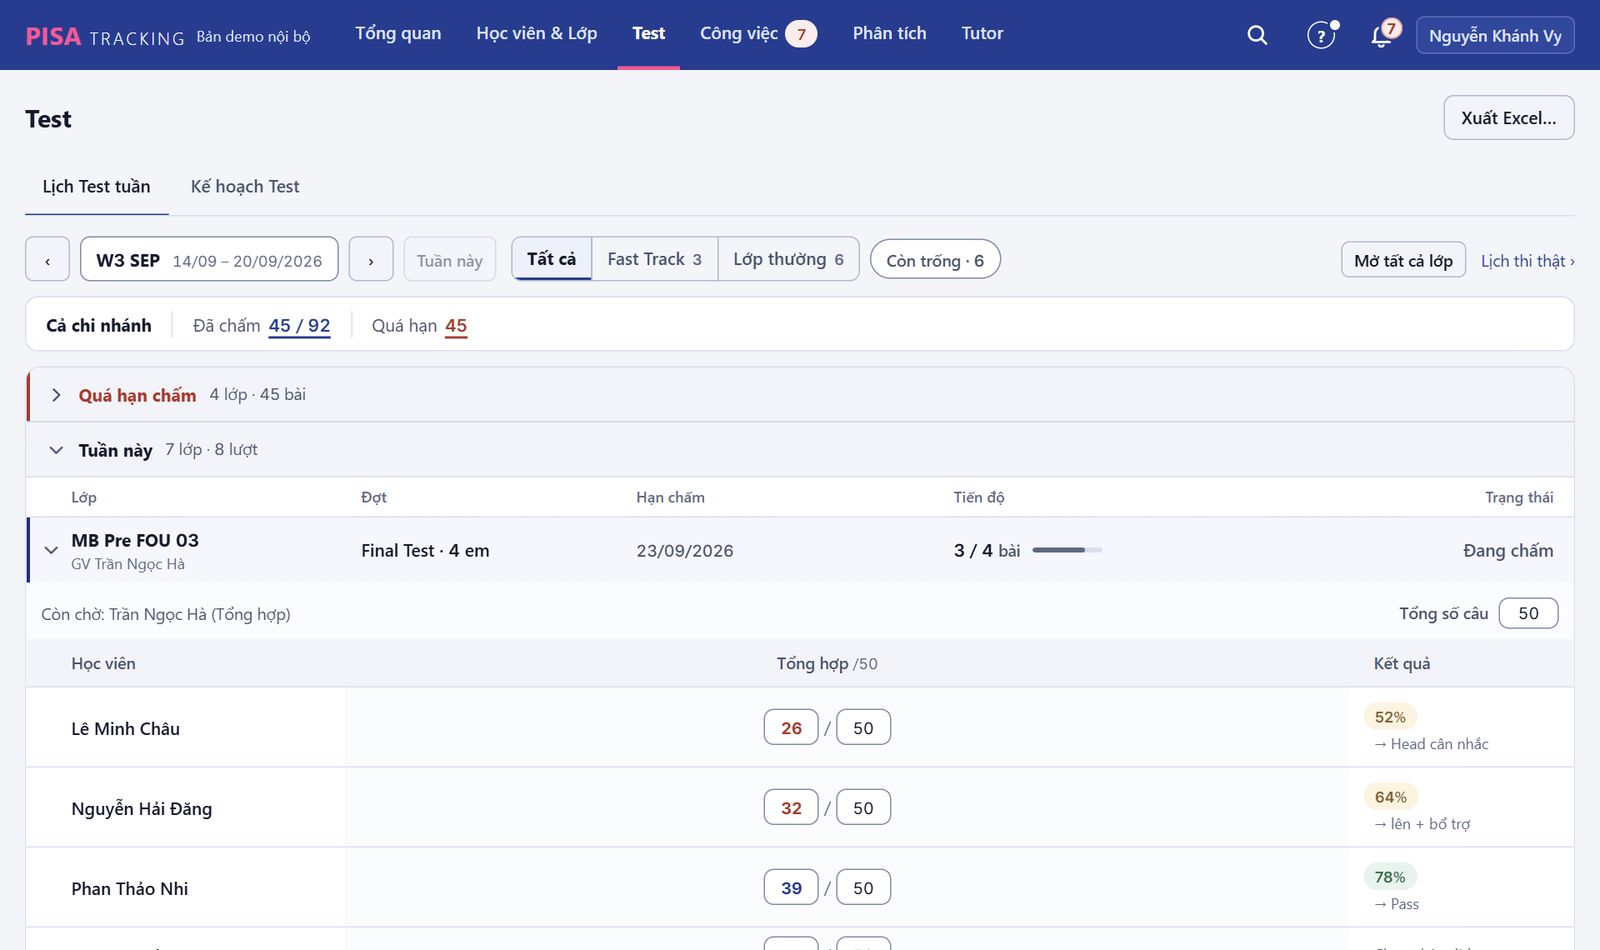 PISA TRACKING Bản demo nội bộ Tổng quan Học viên & Lớp Test Công việc 7 Phân tích Tutor ? 7 Nguyễn Khánh Vy
Test Xuất Excel...
Lịch Test tuần Kế hoạch Test
‹ W3 SEP 14/09 – 20/09/2026 › Tuần này Tất cả Fast Track 3 Lớp thường 6 Còn trống · 6 Mở tất cả lớp Lịch thi thật ›
Cả chi nhánh Đã chấm 45 / 92 Quá hạn 45
Quá hạn chấm 4 lớp · 45 bài
Tuần này 7 lớp · 8 lượt
Lớp Đợt Hạn chấm Tiến độ Trạng thái
MB Pre FOU 03
GV Trần Ngọc Hà
Final Test · 4 em 23/09/2026 3 / 4 bài Đang chấm
Còn chờ: Trần Ngọc Hà (Tổng hợp) Tổng số câu 50
Học viên Tổng hợp /50 Kết quả
Lê Minh Châu 26 / 50 52%
→ Head cân nhắc
Nguyễn Hải Đăng 32 / 50 64%
→ lên + bổ trợ
Phan Thảo Nhi 39 / 50 78%
→ Pass